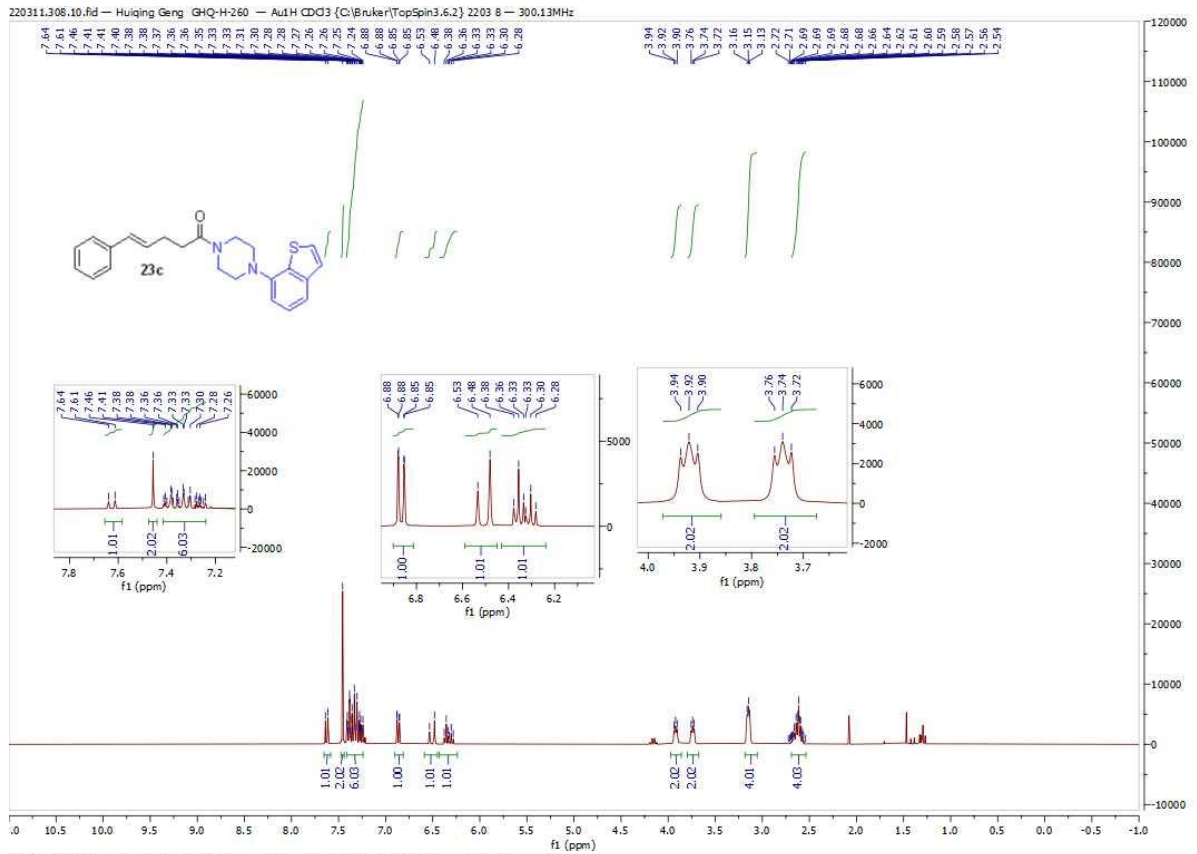 220311.308.10.fid — Huiqing Geng GHQ-H-260 — Au1H CDCl3 {C:\Bruker\TopSpin3.6.2} 2203 8 — 300.13MHz
7.64 7.61 7.46 7.41 7.41 7.40 7.38 7.38 7.37 7.36 7.36 7.35 7.33 7.33 7.31 7.30 7.28 7.28 7.27 7.26 7.26 7.25 7.24 6.88 6.88 6.85 6.85 6.53 6.48 6.38 6.36 6.33 6.33 6.30 6.28
3.94 3.92 3.90 3.76 3.74 3.72 3.16 3.15 3.13 2.72 2.71 2.69 2.69 2.69 2.68 2.68 2.66 2.64 2.62 2.61 2.60 2.59 2.58 2.57 2.56 2.54
120000
110000
100000
90000
80000
70000
60000
50000
40000
30000
20000
10000
0
-10000
O
N
N
S
23c
7.64 7.61 7.46 7.41 7.38 7.38 7.36 7.36 7.33 7.33 7.30 7.28 7.26
60000
40000
20000
0
-20000
1.01 2.02 6.03
7.8 7.6 7.4 7.2
f1 (ppm)
6.88 6.88 6.85 6.85 6.53 6.48 6.38 6.36 6.33 6.33 6.30 6.28
5000
0
1.00 1.01 1.01
6.8 6.6 6.4 6.2
f1 (ppm)
3.94 3.92 3.90 3.76 3.74 3.72
6000
4000
2000
0
-2000
2.02 2.02
4.0 3.9 3.8 3.7
f1 (ppm)
1.01 2.02 6.03 1.00 1.01 1.01 2.02 2.02 4.01 4.03
.0 10.5 10.0 9.5 9.0 8.5 8.0 7.5 7.0 6.5 6.0 5.5 5.0 4.5 4.0 3.5 3.0 2.5 2.0 1.5 1.0 0.5 0.0 -0.5 -1.0
f1 (ppm)